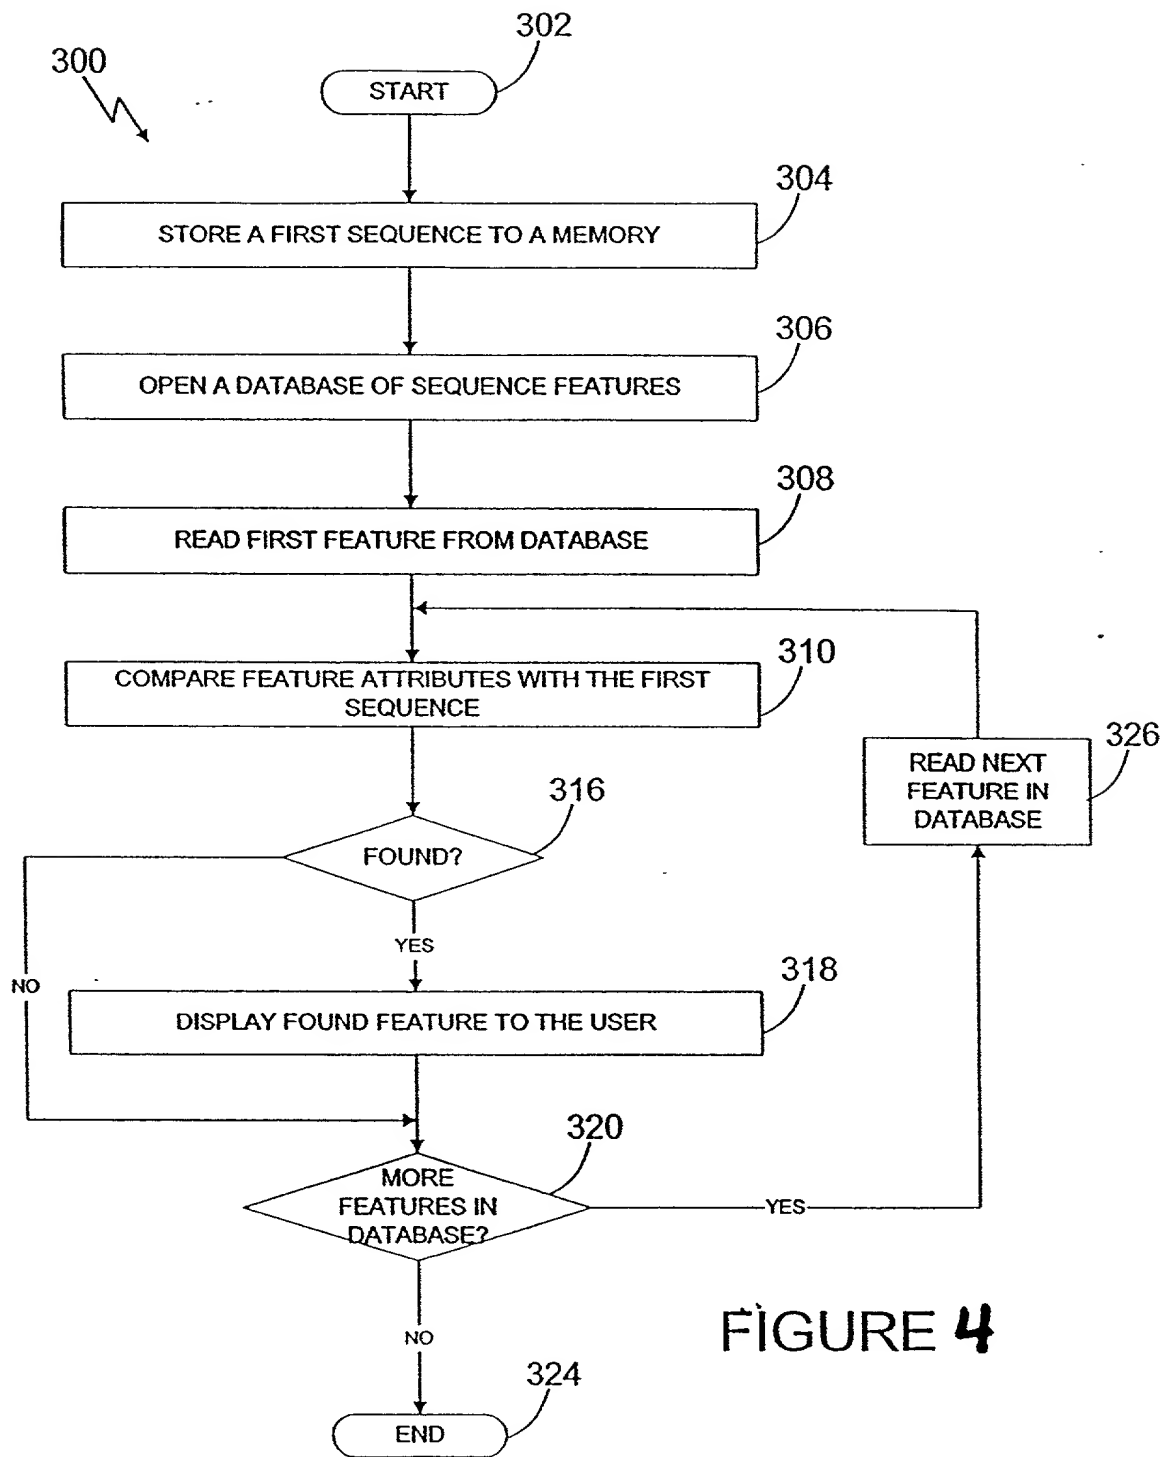 302
300
START
304
STORE A FIRST SEQUENCE TO A MEMORY
306
OPEN A DATABASE OF SEQUENCE FEATURES
308
READ FIRST FEATURE FROM DATABASE
310
COMPARE FEATURE ATTRIBUTES WITH THE FIRST
SEQUENCE
326
READ NEXT
FEATURE IN
DATABASE
316
FOUND?
YES
NO
318
DISPLAY FOUND FEATURE TO THE USER
320
MORE
FEATURES IN
DATABASE?
YES
NO
FIGURE 4
324
END